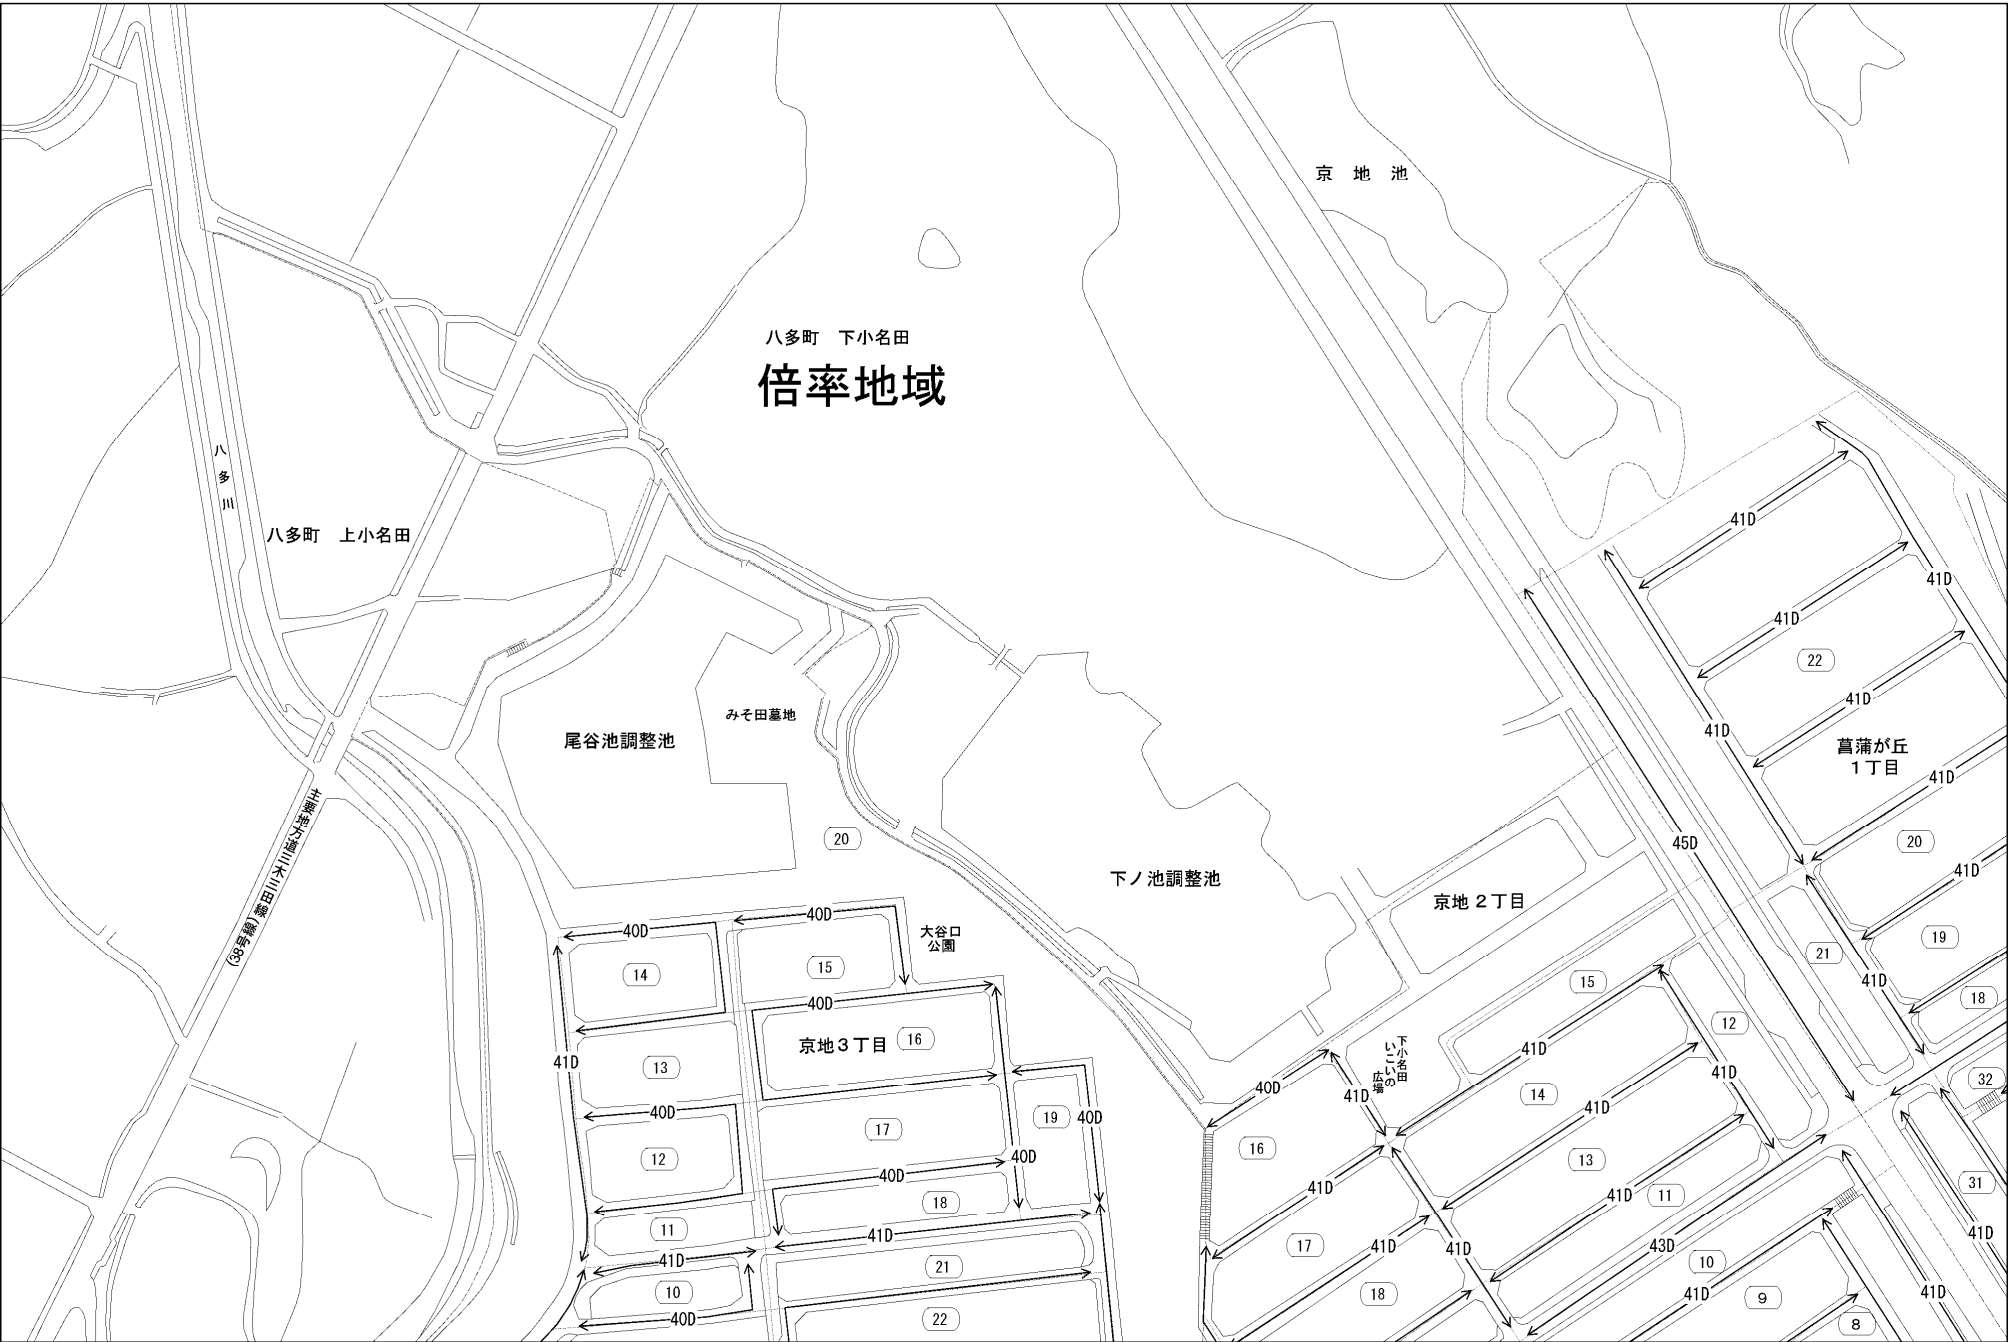 京　地　池
八多町　下小名田
倍率地域
八多川
八多町　上小名田
41D
41D
41D
41D
22
41D
41D
菖蒲が丘
１丁目
41D
みそ田墓地
尾谷池調整池
主要地方道三木三田線
(38号線)
20
45D
20
41D
下ノ池調整池
京地２丁目
40D
40D
大谷口
公園
19
21
14
15
15
41D
18
40D
12
京地３丁目
16
下小名田
いこいの
広場
41D
41D
13
41D
32
40D
41D
14
41D
40D
19
40D
17
16
12
40D
40D
13
41D
31
41D
11
18
11
41D
41D
17
41D
41D
43D
41D
21
10
10
18
41D
41D
9
40D
22
8